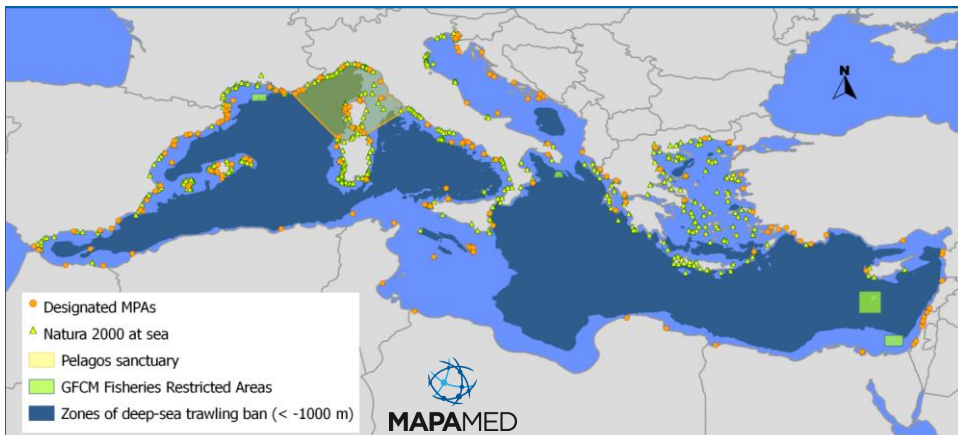 N
Designated MPAs
Natura 2000 at sea
Pelagos sanctuary
GFCM Fisheries Restricted Areas
Zones of deep-sea trawling ban (< -1000 m)
MAPAMED